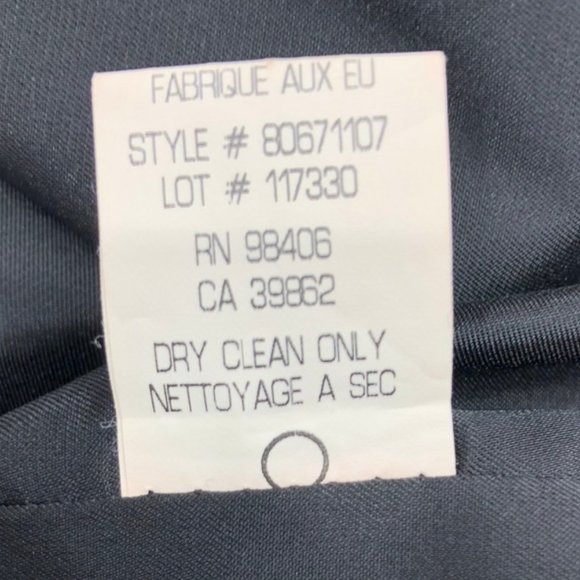 FABRIQUE AUX EU
STYLE # 80671107
LOT # 117330
RN 98406
CA 39862
DRY CLEAN ONLY
NETTOYAGE A SEC